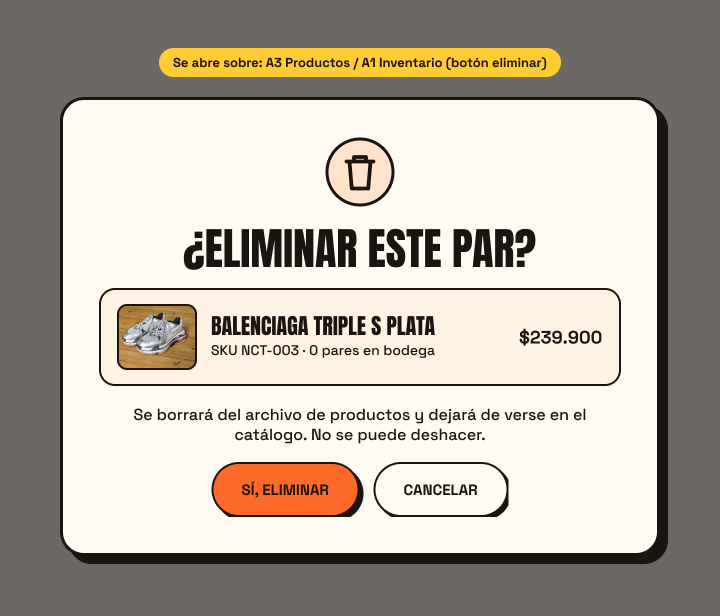 Se abre sobre: A3 Productos / A1 Inventario (botón eliminar)
¿ELIMINAR ESTE PAR?
BALENCIAGA TRIPLE S PLATA
SKU NCT-003 · 0 pares en bodega
$239.900
Se borrará del archivo de productos y dejará de verse en el
catálogo. No se puede deshacer.
SÍ, ELIMINAR
CANCELAR